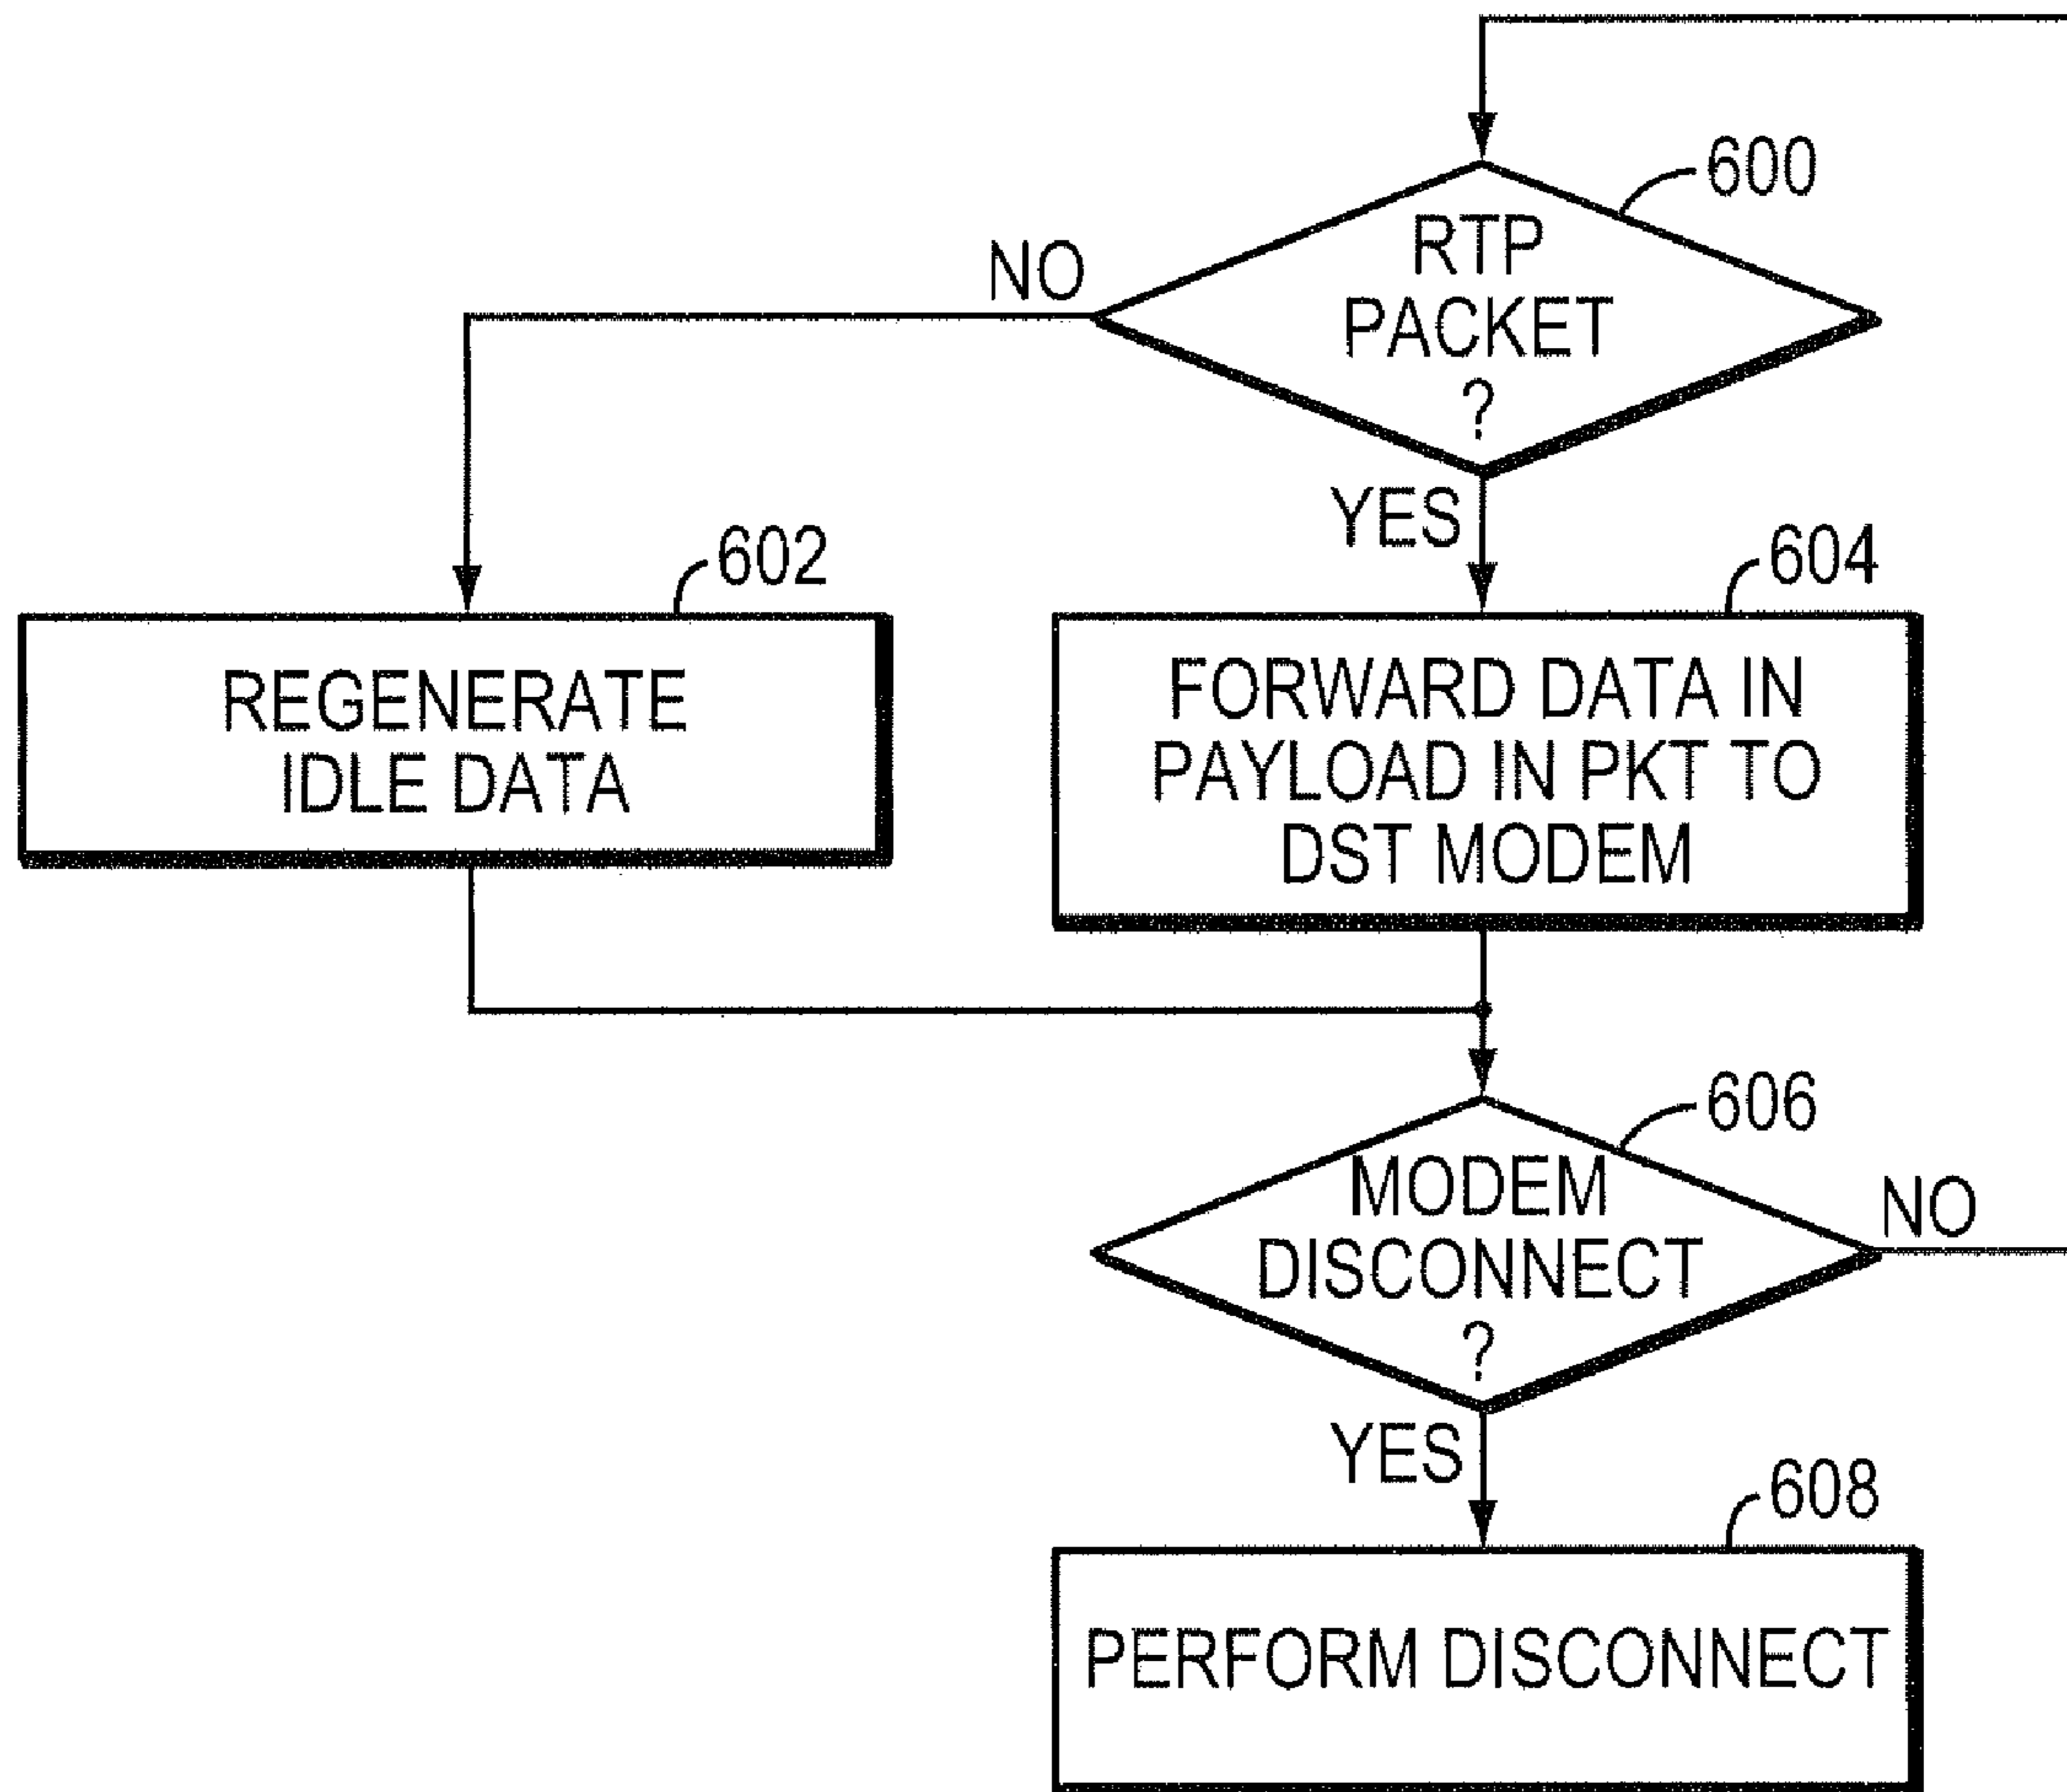 600
RTP
PACKET
?
NO
YES
602
REGENERATE
IDLE DATA
604
FORWARD DATA IN
PAYLOAD IN PKT TO
DST MODEM
606
MODEM
DISCONNECT
?
NO
YES
608
PERFORM DISCONNECT